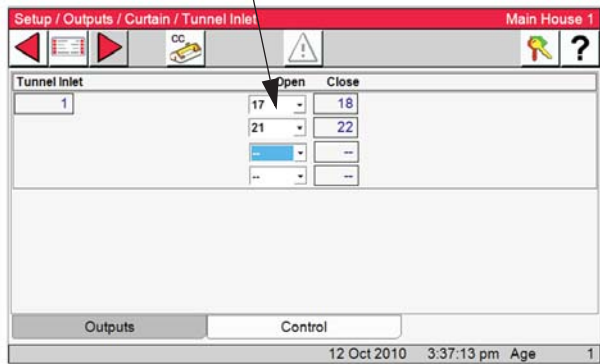 Setup / Outputs / Curtain / Tunnel Inlet Main House 1
CC ?
Tunnel Inlet Open Close
1 17 18
21 22
-- --
-- --
Outputs Control
12 Oct 2010 3:37:13 pm Age 1